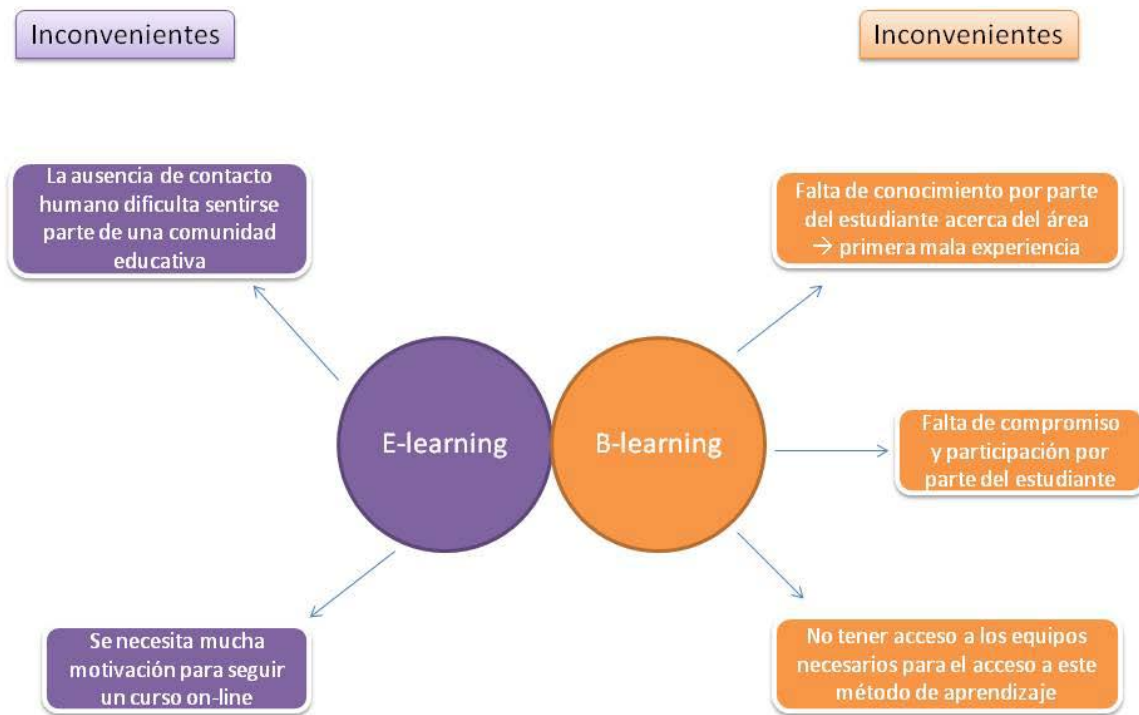 Inconvenientes
Inconvenientes
La ausencia de contacto
humano dificulta sentirse
parte de una comunidad
educativa
Falta de conocimiento por parte
del estudiante acerca del área
→ primera mala experiencia
E-learning
B-learning
Falta de compromiso
y participación por
parte del estudiante
Se necesita mucha
motivación para seguir
un curso on-line
No tener acceso a los equipos
necesarios para el acceso a este
método de aprendizaje